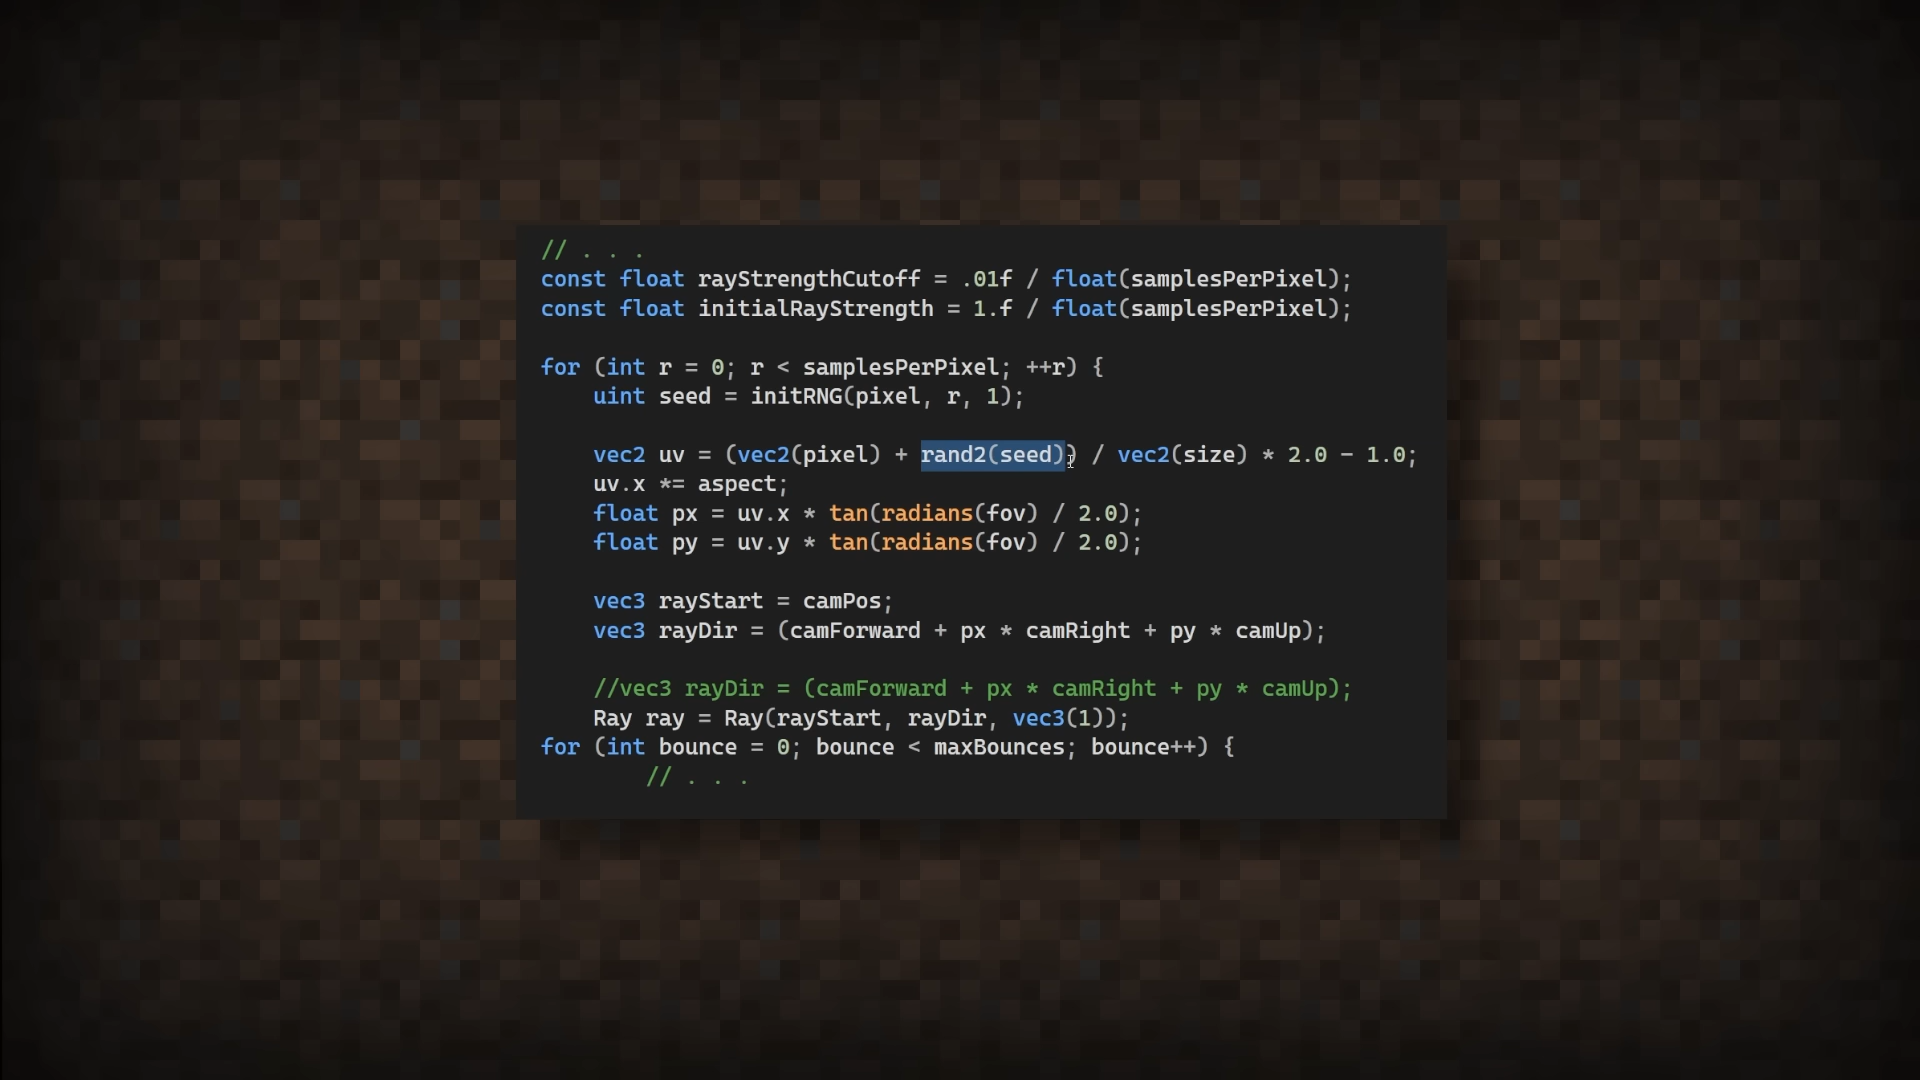 // . . .
const float rayStrengthCutoff = .01f / float(samplesPerPixel);
const float initialRayStrength = 1.f / float(samplesPerPixel);
for (int r = 0; r < samplesPerPixel; ++r) {
uint seed = initRNG(pixel, r, 1);
vec2 uv = (vec2(pixel) + rand2(seed)) / vec2(size) * 2.0 - 1.0;
uv.x *= aspect;
float px = uv.x * tan(radians(fov) / 2.0);
float py = uv.y * tan(radians(fov) / 2.0);
vec3 rayStart = camPos;
vec3 rayDir = (camForward + px * camRight + py * camUp);
//vec3 rayDir = (camForward + px * camRight + py * camUp);
Ray ray = Ray(rayStart, rayDir, vec3(1));
for (int bounce = 0; bounce < maxBounces; bounce++) {
// . . .